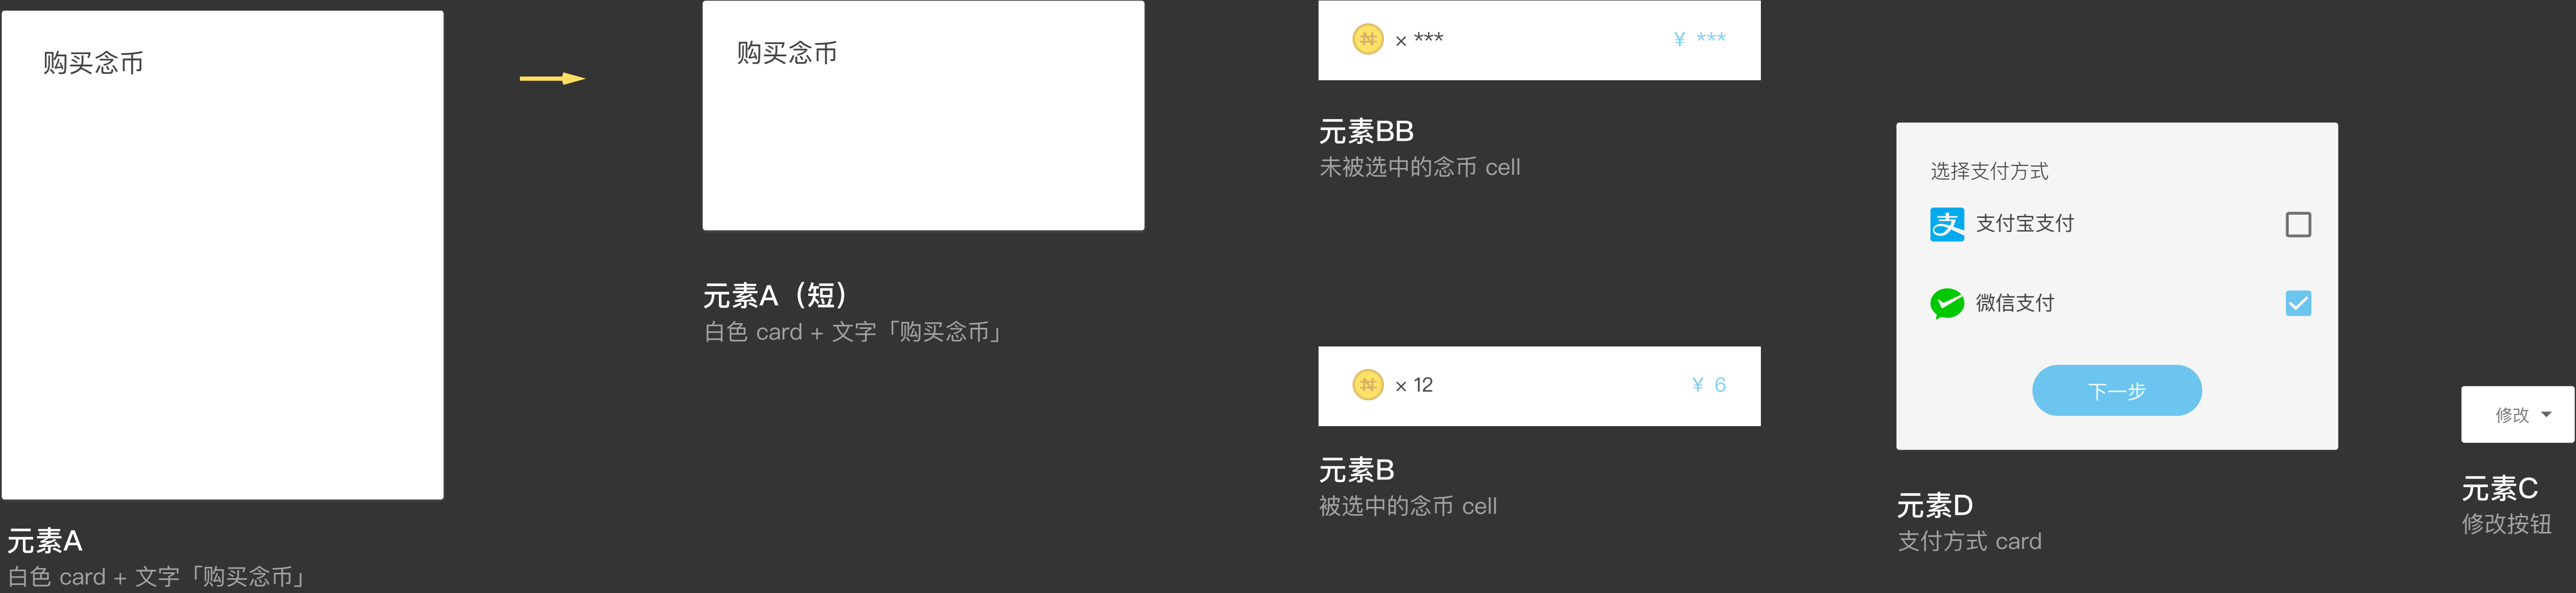 购买念币
元素A
白色 card + 文字「购买念币」
购买念币
元素A（短）
白色 card + 文字「购买念币」
× ***
¥ ***
元素BB
未被选中的念币 cell
× 12
¥ 6
元素B
被选中的念币 cell
选择支付方式
支 支付宝支付
微信支付
下一步
元素D
支付方式 card
修改
元素C
修改按钮